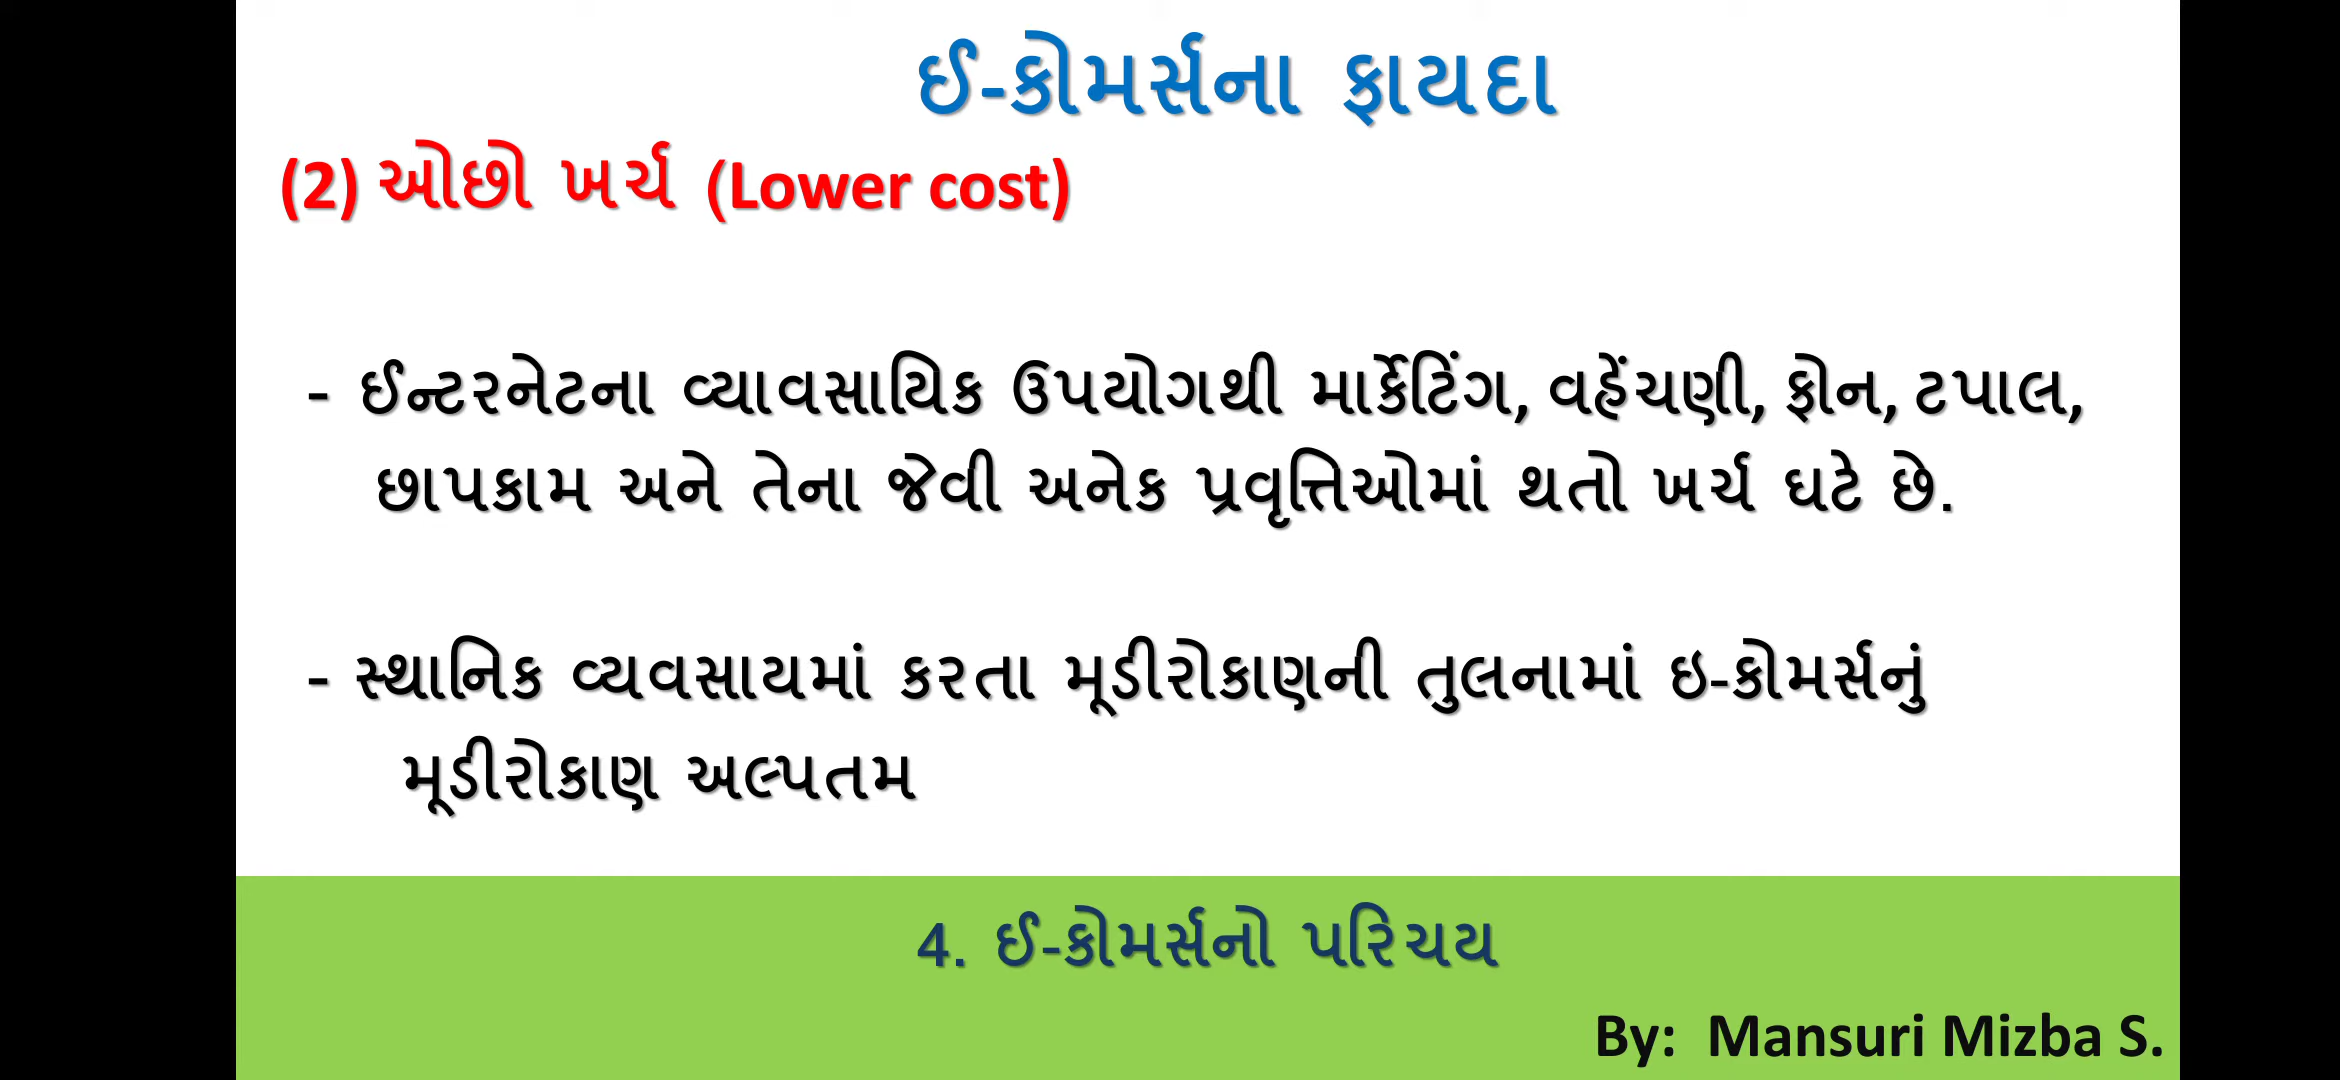 ઈ-કોમર્સના ફાયદા
(2) ઓછો ખર્ચ (Lower cost)
- ઈન્ટરનેટના વ્યાવસાયિક ઉપયોગથી માર્કેટિંગ, વહેંચણી, ફોન, ટપાલ,
છાપકામ અને તેના જેવી અનેક પ્રવૃત્તિઓમાં થતો ખર્ચ ઘટે છે.
- સ્થાનિક વ્યવસાયમાં કરતા મૂડીરોકાણની તુલનામાં ઇ-કોમર્સનું
મૂડીરોકાણ અલ્પતમ
4. ઈ-કોમર્સનો પરિચય
By: Mansuri Mizba S.